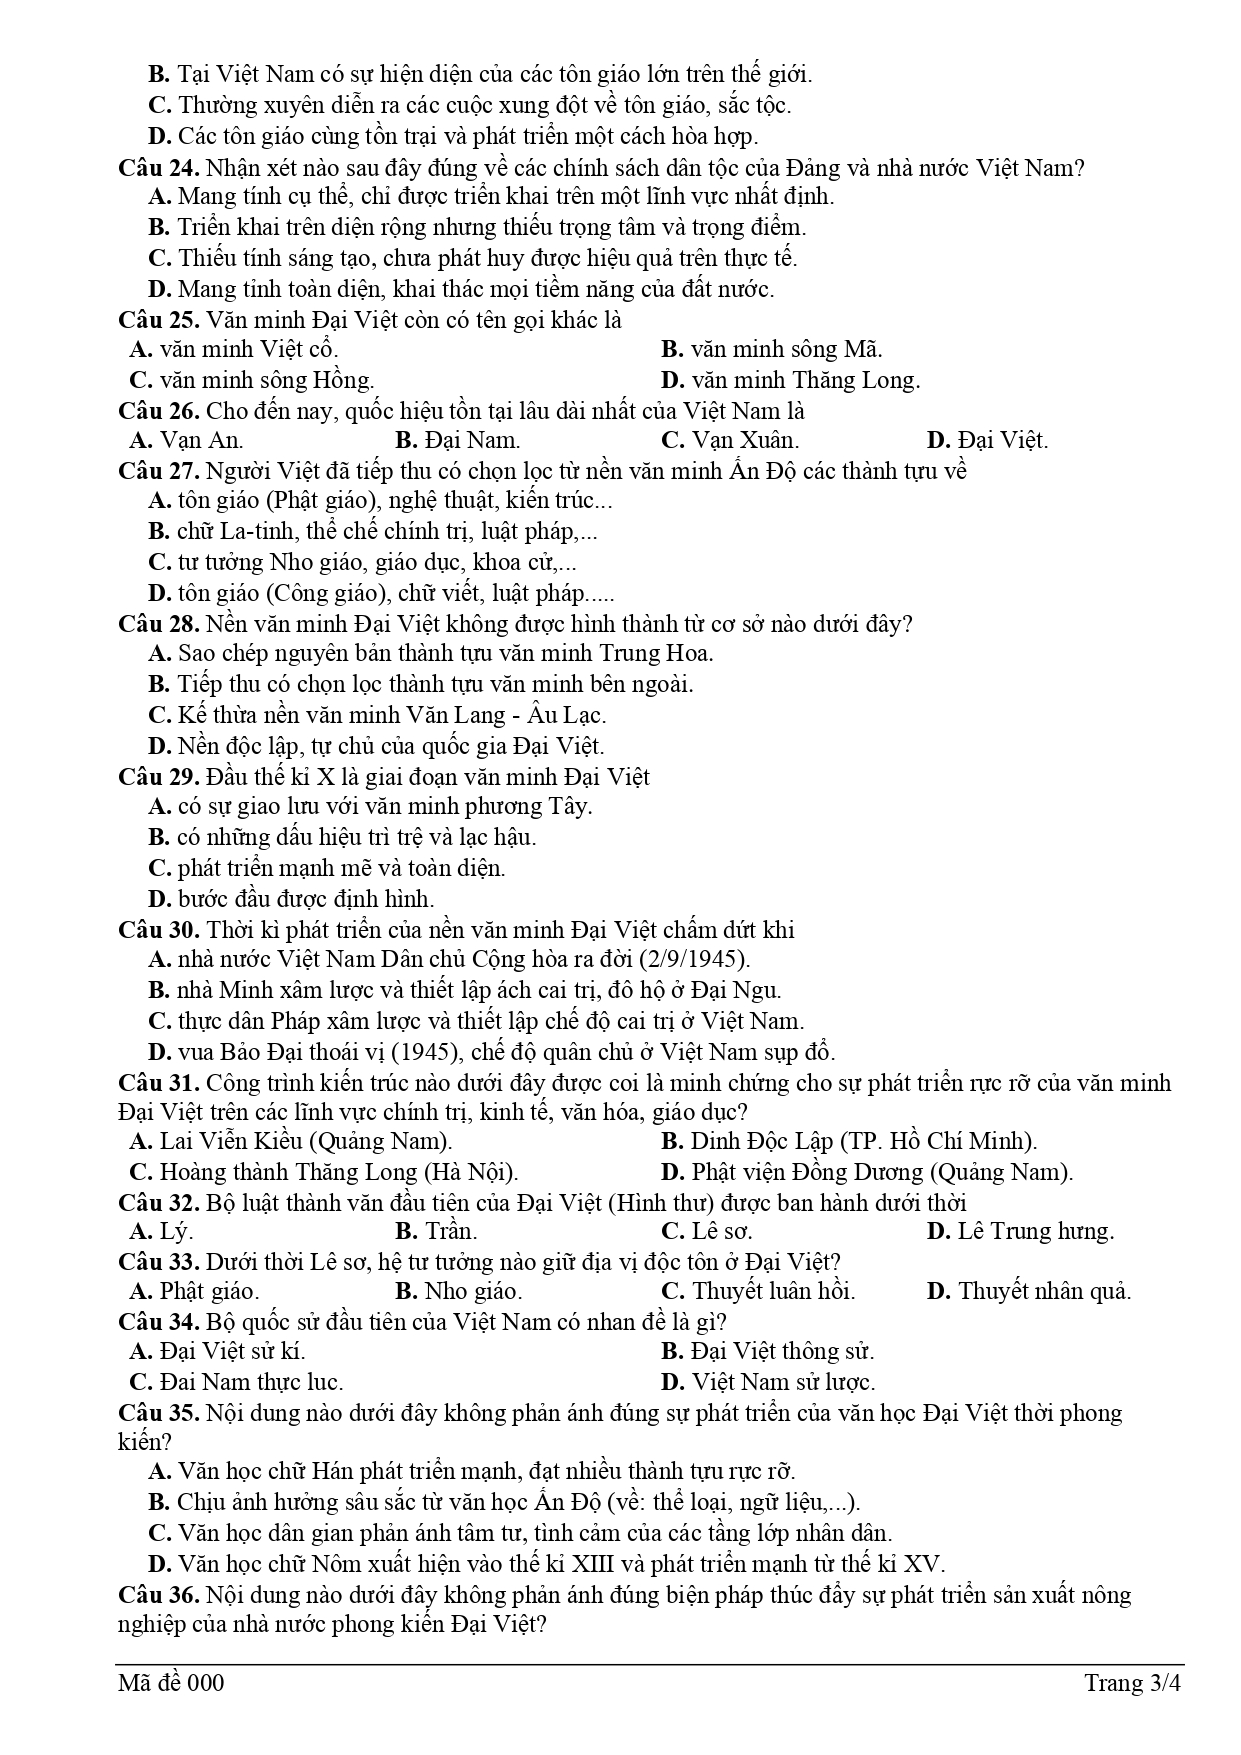 B. Tại Việt Nam có sự hiện diện của các tôn giáo lớn trên thế giới.
C. Thường xuyên diễn ra các cuộc xung đột về tôn giáo, sắc tộc.
D. Các tôn giáo cùng tồn trại và phát triển một cách hòa hợp.
Câu 24. Nhận xét nào sau đây đúng về các chính sách dân tộc của Đảng và nhà nước Việt Nam?
A. Mang tính cụ thể, chỉ được triển khai trên một lĩnh vực nhất định.
B. Triển khai trên diện rộng nhưng thiếu trọng tâm và trọng điểm.
C. Thiếu tính sáng tạo, chưa phát huy được hiệu quả trên thực tế.
D. Mang tỉnh toàn diện, khai thác mọi tiềm năng của đất nước.
Câu 25. Văn minh Đại Việt còn có tên gọi khác là
A. văn minh Việt cổ. B. văn minh sông Mã.
C. văn minh sông Hồng. D. văn minh Thăng Long.
Câu 26. Cho đến nay, quốc hiệu tồn tại lâu dài nhất của Việt Nam là
A. Vạn An. B. Đại Nam. C. Vạn Xuân. D. Đại Việt.
Câu 27. Người Việt đã tiếp thu có chọn lọc từ nền văn minh Ấn Độ các thành tựu về
A. tôn giáo (Phật giáo), nghệ thuật, kiến trúc...
B. chữ La-tinh, thể chế chính trị, luật pháp,...
C. tư tưởng Nho giáo, giáo dục, khoa cử,...
D. tôn giáo (Công giáo), chữ viết, luật pháp.....
Câu 28. Nền văn minh Đại Việt không được hình thành từ cơ sở nào dưới đây?
A. Sao chép nguyên bản thành tựu văn minh Trung Hoa.
B. Tiếp thu có chọn lọc thành tựu văn minh bên ngoài.
C. Kế thừa nền văn minh Văn Lang - Âu Lạc.
D. Nền độc lập, tự chủ của quốc gia Đại Việt.
Câu 29. Đầu thế kỉ X là giai đoạn văn minh Đại Việt
A. có sự giao lưu với văn minh phương Tây.
B. có những dấu hiệu trì trệ và lạc hậu.
C. phát triển mạnh mẽ và toàn diện.
D. bước đầu được định hình.
Câu 30. Thời kì phát triển của nền văn minh Đại Việt chấm dứt khi
A. nhà nước Việt Nam Dân chủ Cộng hòa ra đời (2/9/1945).
B. nhà Minh xâm lược và thiết lập ách cai trị, đô hộ ở Đại Ngu.
C. thực dân Pháp xâm lược và thiết lập chế độ cai trị ở Việt Nam.
D. vua Bảo Đại thoái vị (1945), chế độ quân chủ ở Việt Nam sụp đổ.
Câu 31. Công trình kiến trúc nào dưới đây được coi là minh chứng cho sự phát triển rực rỡ của văn minh
Đại Việt trên các lĩnh vực chính trị, kinh tế, văn hóa, giáo dục?
A. Lai Viễn Kiều (Quảng Nam). B. Dinh Độc Lập (TP. Hồ Chí Minh).
C. Hoàng thành Thăng Long (Hà Nội). D. Phật viện Đồng Dương (Quảng Nam).
Câu 32. Bộ luật thành văn đầu tiên của Đại Việt (Hình thư) được ban hành dưới thời
A. Lý. B. Trần. C. Lê sơ. D. Lê Trung hưng.
Câu 33. Dưới thời Lê sơ, hệ tư tưởng nào giữ địa vị độc tôn ở Đại Việt?
A. Phật giáo. B. Nho giáo. C. Thuyết luân hồi. D. Thuyết nhân quả.
Câu 34. Bộ quốc sử đầu tiên của Việt Nam có nhan đề là gì?
A. Đại Việt sử kí. B. Đại Việt thông sử.
C. Đai Nam thực luc. D. Việt Nam sử lược.
Câu 35. Nội dung nào dưới đây không phản ánh đúng sự phát triển của văn học Đại Việt thời phong
kiến?
A. Văn học chữ Hán phát triển mạnh, đạt nhiều thành tựu rực rỡ.
B. Chịu ảnh hưởng sâu sắc từ văn học Ấn Độ (về: thể loại, ngữ liệu,...).
C. Văn học dân gian phản ánh tâm tư, tình cảm của các tầng lớp nhân dân.
D. Văn học chữ Nôm xuất hiện vào thế kỉ XIII và phát triển mạnh từ thế kỉ XV.
Câu 36. Nội dung nào dưới đây không phản ánh đúng biện pháp thúc đẩy sự phát triển sản xuất nông
nghiệp của nhà nước phong kiến Đại Việt?
Mã đề 000 Trang 3/4